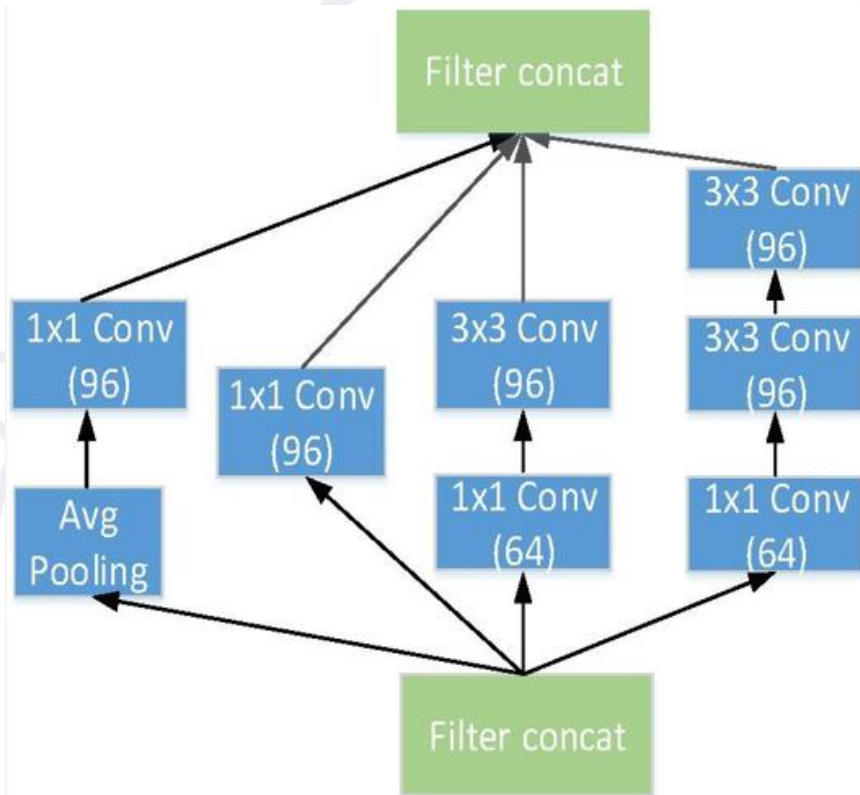 Filter concat
3x3 Conv
(96)
1x1 Conv
(96)
3x3 Conv
(96)
3x3 Conv
(96)
1x1 Conv
(96)
Avg
Pooling
1x1 Conv
(64)
1x1 Conv
(64)
Filter concat